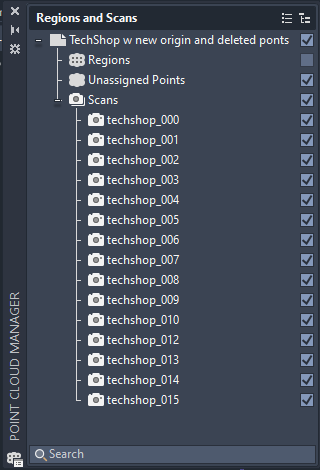 Regions and Scans
TechShop w new origin and deleted ponts
Regions
Unassigned Points
Scans
techshop_000
techshop_001
techshop_002
techshop_003
techshop_004
techshop_005
techshop_006
techshop_007
techshop_008
techshop_009
techshop_010
techshop_012
techshop_013
techshop_014
techshop_015
Search
POINT CLOUD MANAGER